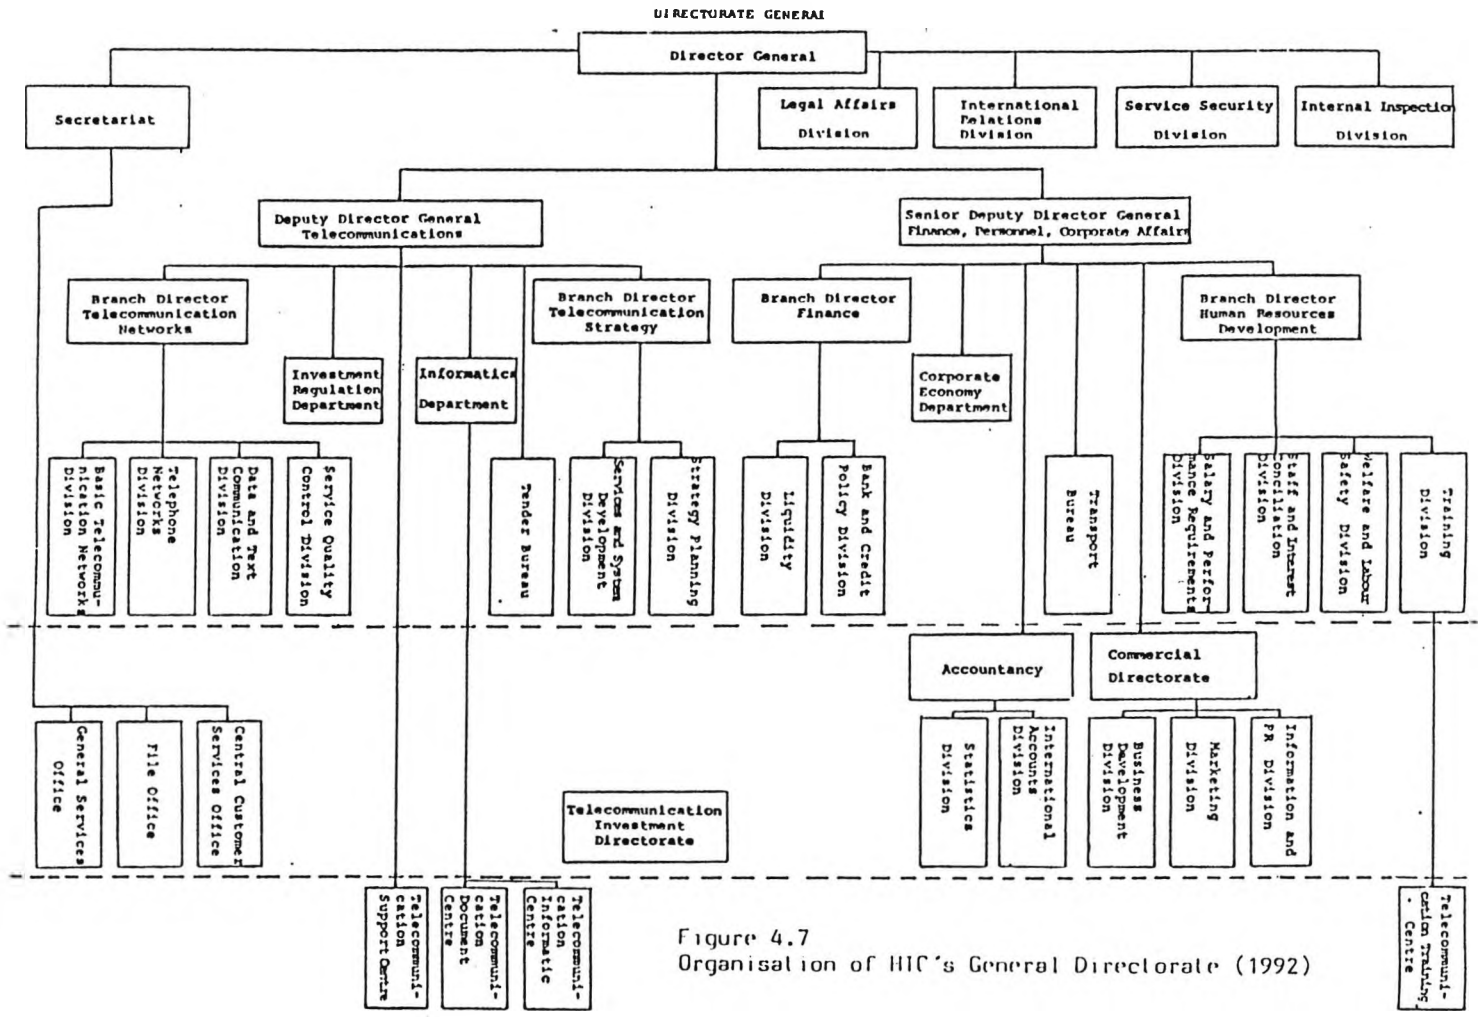 DIRECTORATE GENERAL
Director General
Secretariat
Legal Affairs
Division
International
Relations
Division
Service Security
Division
Internal Inspection
Division
Deputy Director General
Telecommunications
Senior Deputy Director General
Finance, Personnel, Corporate Affairs
Branch Director
Telecommunication
Networks
Investment
Regulation
Department
Informatics
Department
Branch Director
Telecommunication
Strategy
Branch Director
Finance
Corporate
Economy
Department
Branch Director
Human Resources
Development
Basic Telecommu-
nication Networks
Division
Telephone
Networks
Division
Data and Text
Communication
Division
Service Quality
Control Division
Tender Bureau
Services and System
Development
Division
Strategy Planning
Division
Liquidity
Division
Bank and Credit
Policy Division
Transport
Bureau
Salary and Perfor-
mance Requirements
Division
Staff and Interest
Conciliation
Division
Welfare and Labour
Safety Division
Training
Division
Accountancy
Commercial
Directorate
General Services
Office
File Office
Central Customer
Services Office
Telecommunication
Investment
Directorate
Statistics
Division
International
Accounts
Division
Business
Development
Division
Marketing
Division
Information and
PR Division
Telecommuni-
cation
Support Centre
Telecommuni-
cation
Document
Centre
Telecommuni-
cation
Informatic
Centre
Telecommuni-
cation Training
Centre
Figure 4.7
Organisation of HTC's General Directorate (1992)